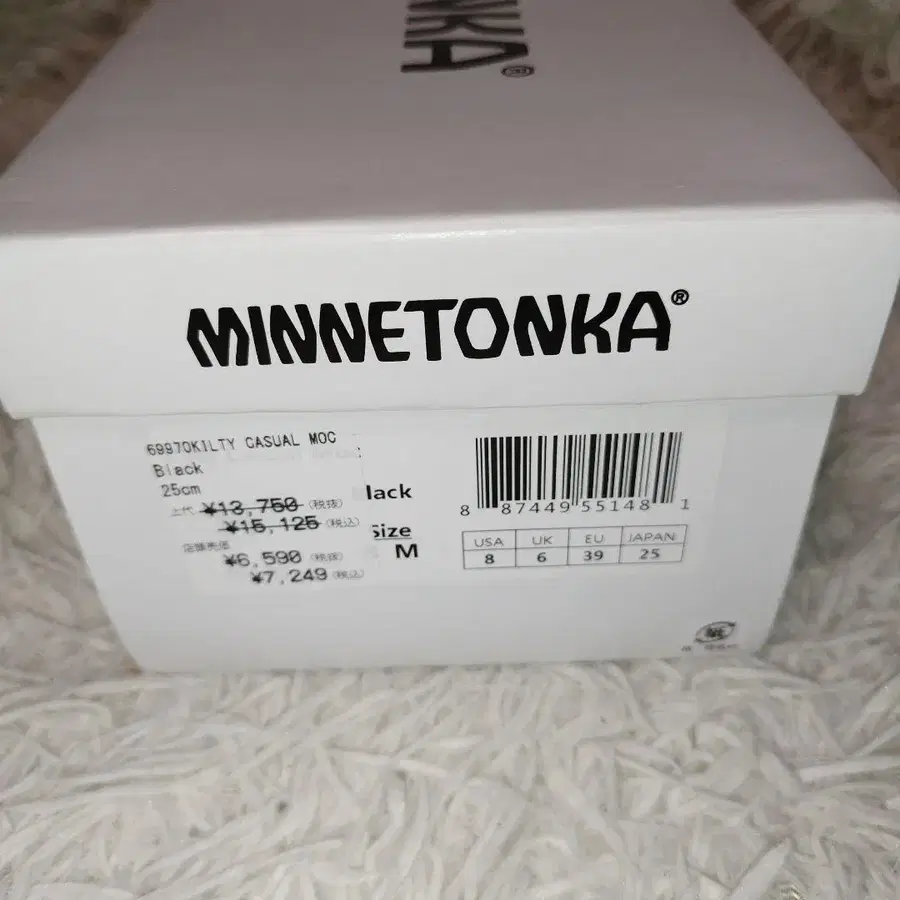 NKA®
MINNETONKA®
69970KILTY CASUAL MOC
Black
25cm
上代 ¥13,750 (税抜)
¥15,125 (税込)
店舗売価
¥6,590 (税抜)
¥7,249 (税込)
lack
Size
M
8 87449 55148 1
USA UK EU JAPAN
8 6 39 25
紙